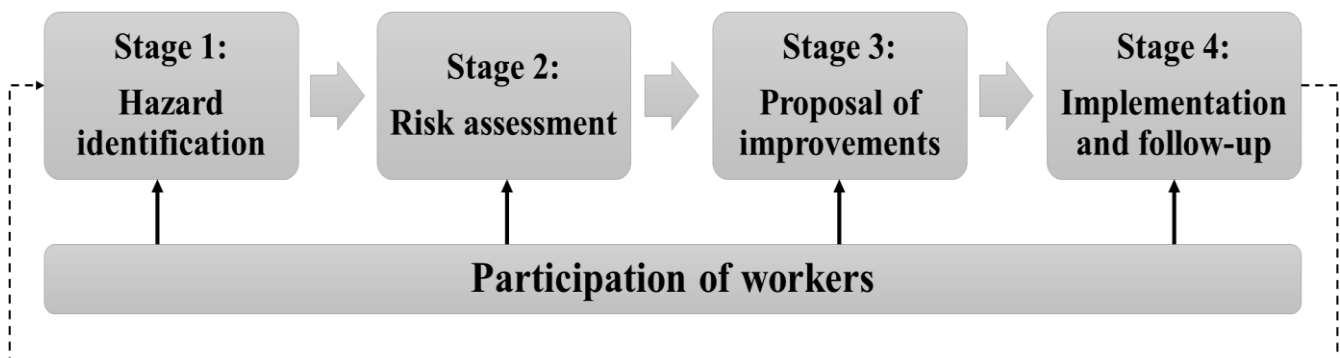 Stage 1:
Hazard
identification
Stage 2:
Risk assessment
Stage 3:
Proposal of
improvements
Stage 4:
Implementation
and follow-up
Participation of workers